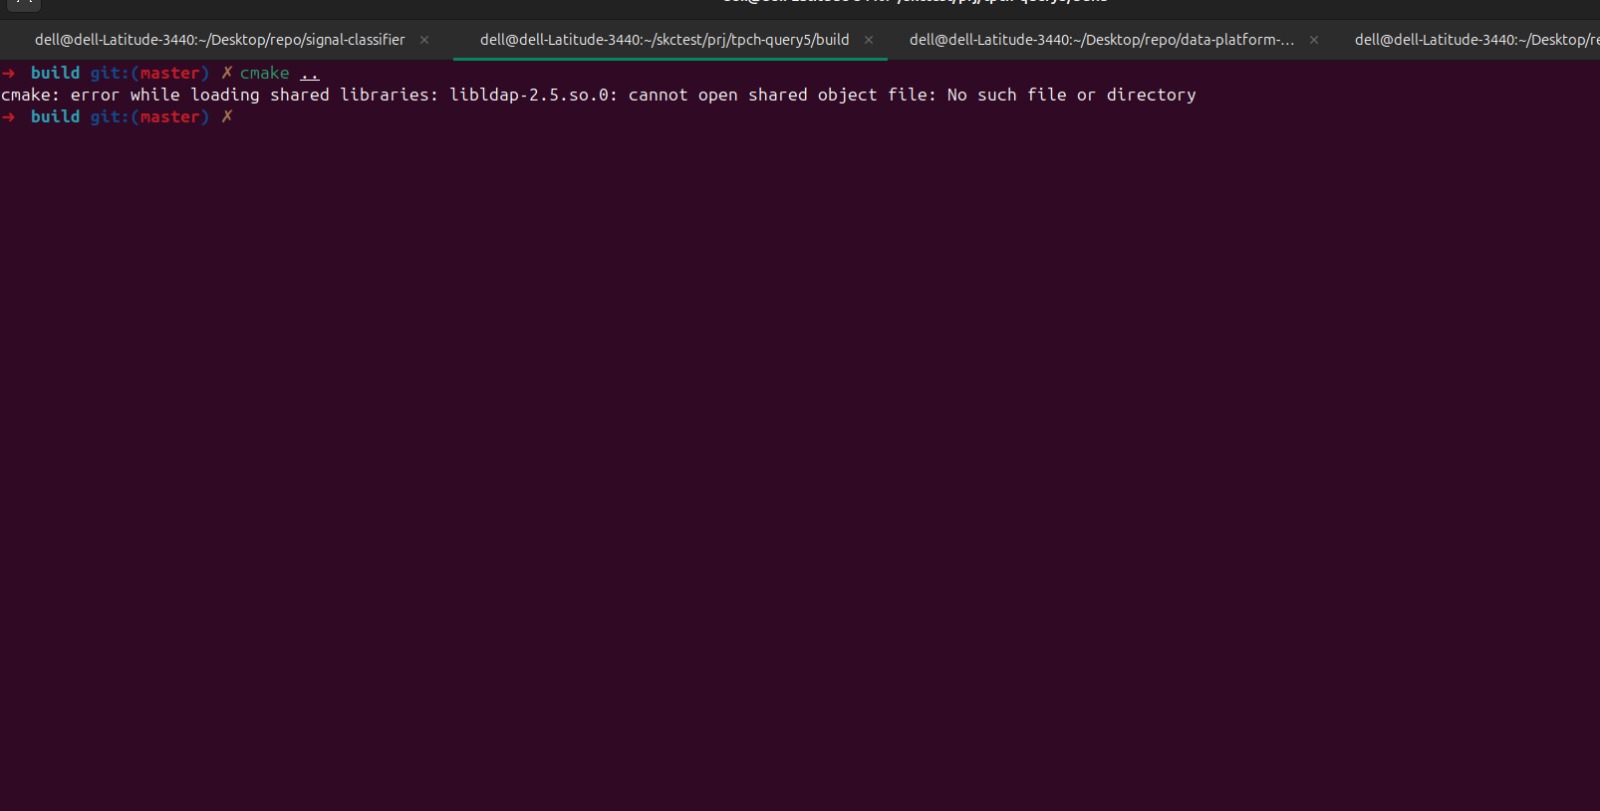 dell@dell-Latitude-3440:~/Desktop/repo/signal-classifier × dell@dell-Latitude-3440:~/skctest/prj/tpch-query5/build × dell@dell-Latitude-3440:~/Desktop/repo/data-platform-... × dell@dell-Latitude-3440:~/Desktop/re
➜ build git:(master) ✗ cmake ..
cmake: error while loading shared libraries: libldap-2.5.so.0: cannot open shared object file: No such file or directory
➜ build git:(master) ✗